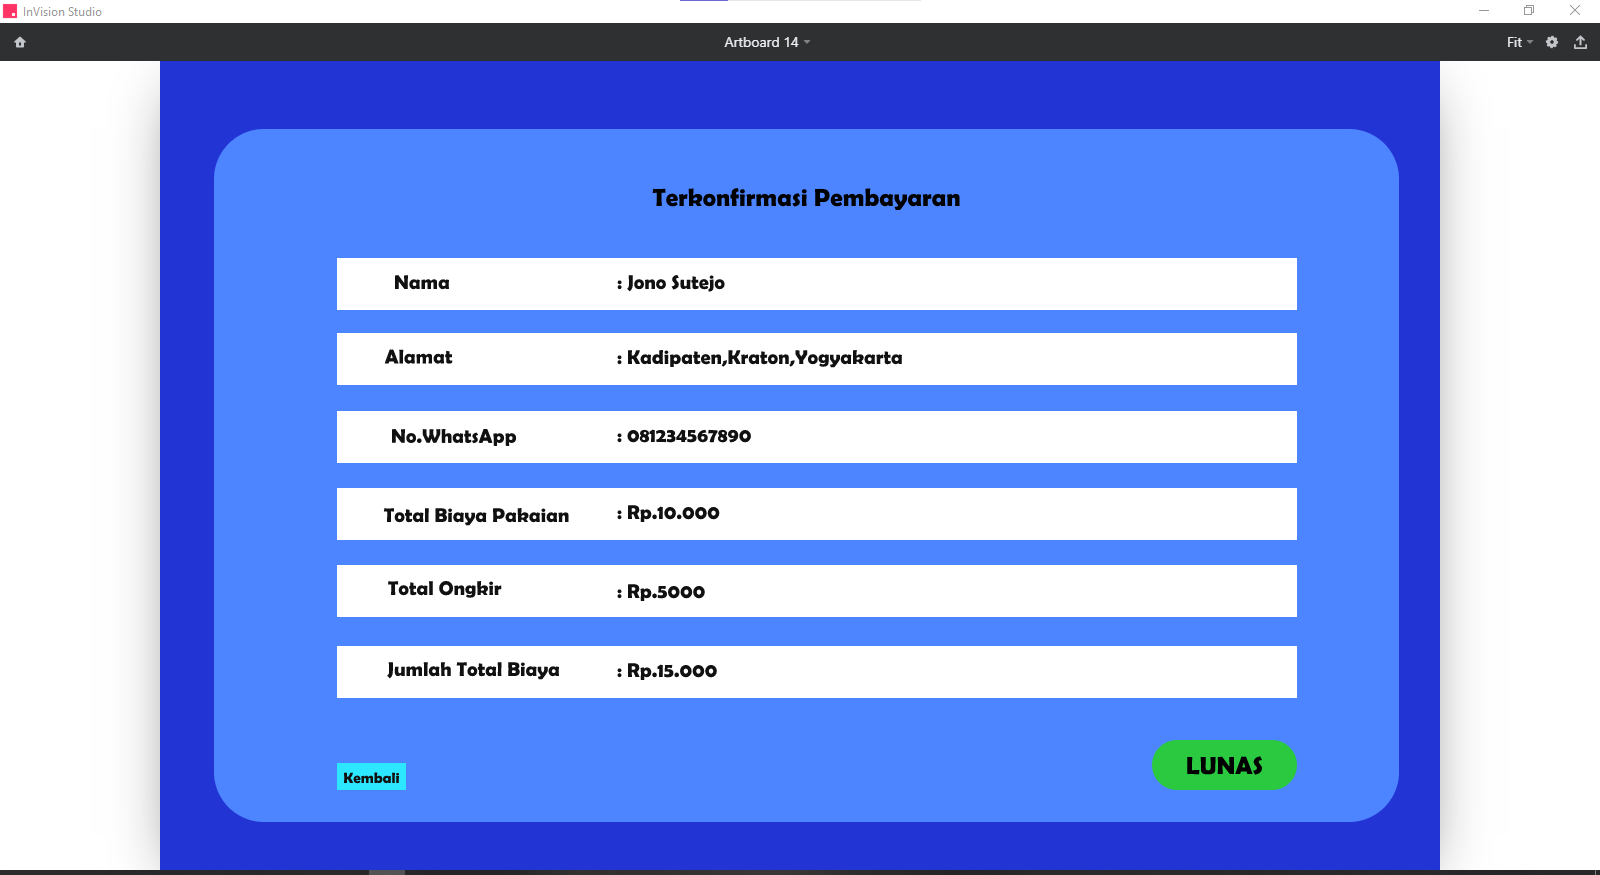 InVision Studio
Artboard 14
Fit
Terkonfirmasi Pembayaran
Nama : Jono Sutejo
Alamat : Kadipaten,Kraton,Yogyakarta
No.WhatsApp : 081234567890
Total Biaya Pakaian : Rp.10.000
Total Ongkir : Rp.5000
Jumlah Total Biaya : Rp.15.000
Kembali
LUNAS